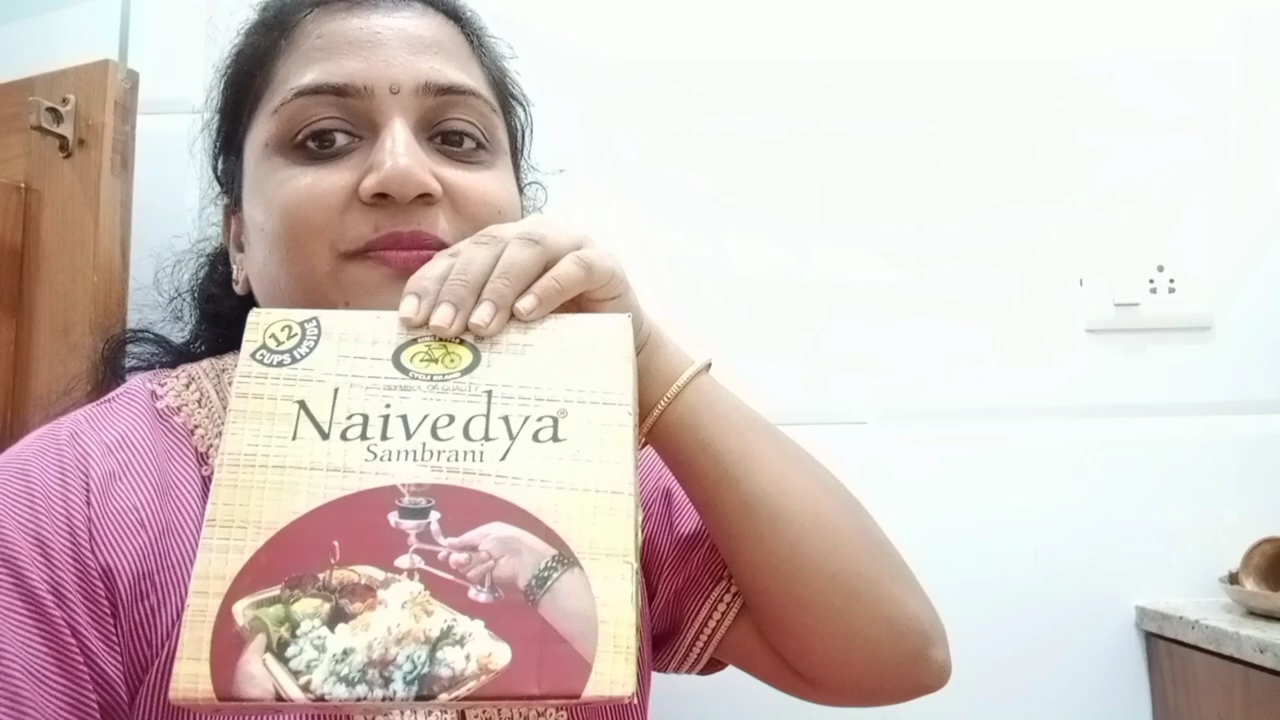 12
CUPS INSIDE
CYCLE BRAND
SYMBOL OF QUALITY
Naivedya®
Sambrani